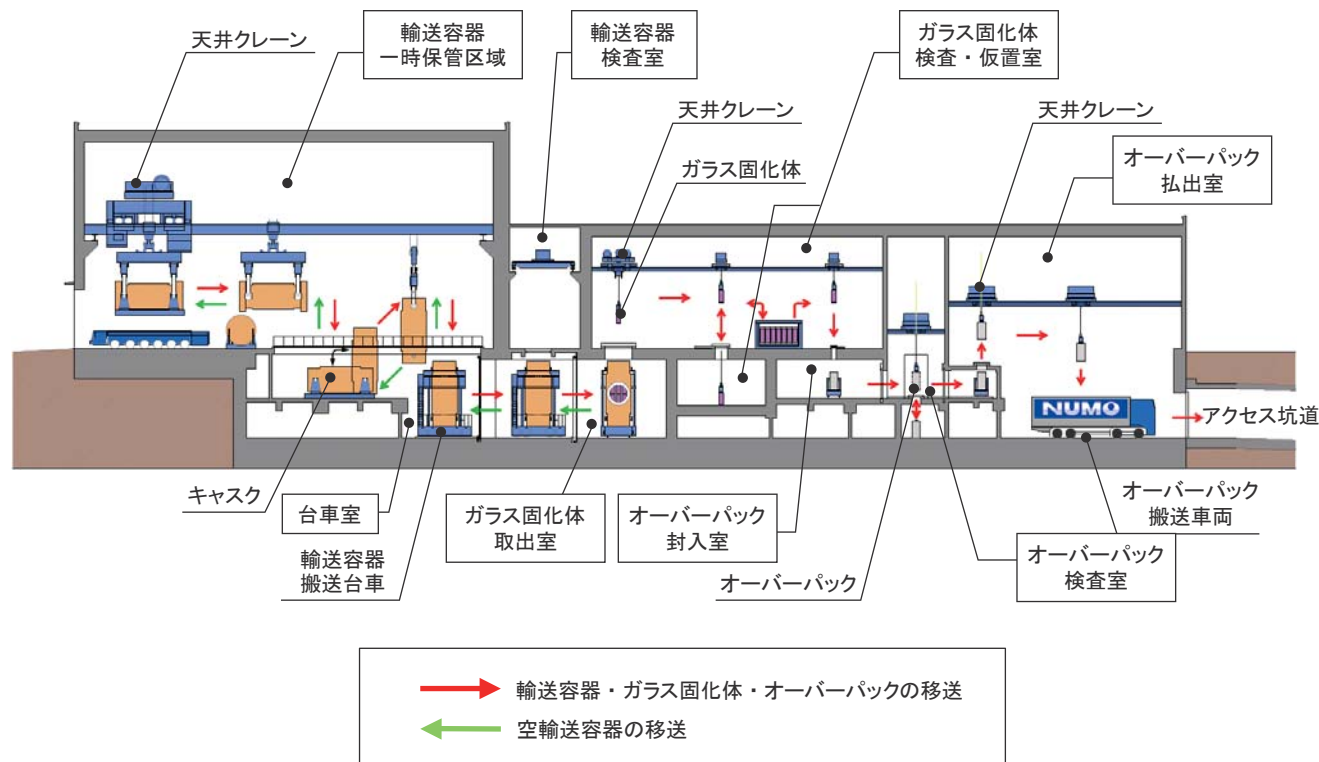 天井クレーン
輸送容器
一時保管区域
輸送容器
検査室
ガラス固化体
検査・仮置室
天井クレーン
天井クレーン
ガラス固化体
オーバーパック
払出室
NUMO
アクセス坑道
キャスク
台車室
ガラス固化体
取出室
オーバーパック
封入室
オーバーパック
搬送車両
輸送容器
搬送台車
オーバーパック
オーバーパック
検査室
輸送容器・ガラス固化体・オーバーパックの移送
空輸送容器の移送